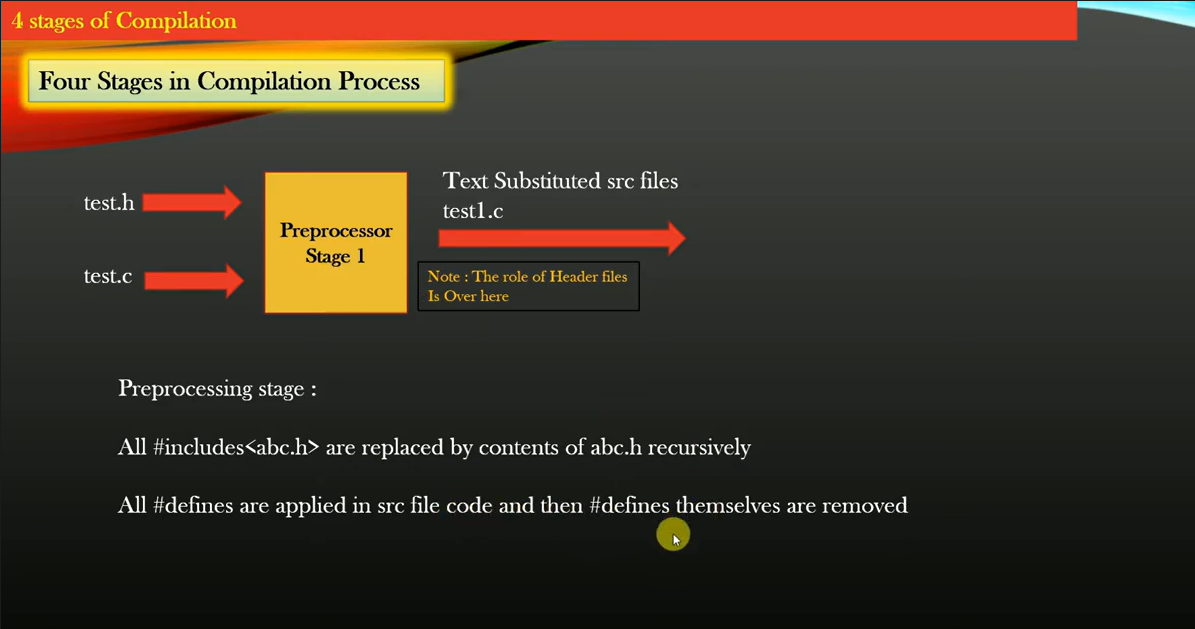 4 stages of Compilation
Four Stages in Compilation Process
test.h
test.c
Preprocessor
Stage 1
Text Substituted src files
test1.c
Note : The role of Header files
Is Over here
Preprocessing stage :
All #includes<abc.h> are replaced by contents of abc.h recursively
All #defines are applied in src file code and then #defines themselves are removed